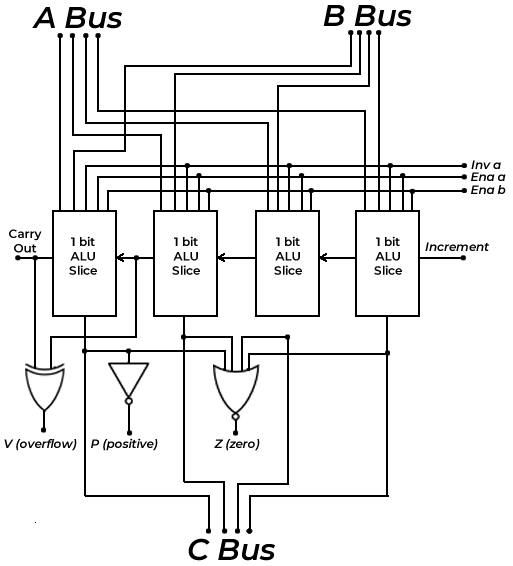 A Bus
B Bus
Inv a
Ena a
Ena b
Carry
Out
1 bit
ALU
Slice
1 bit
ALU
Slice
1 bit
ALU
Slice
1 bit
ALU
Slice
Increment
V (overflow)
P (positive)
Z (zero)
C Bus